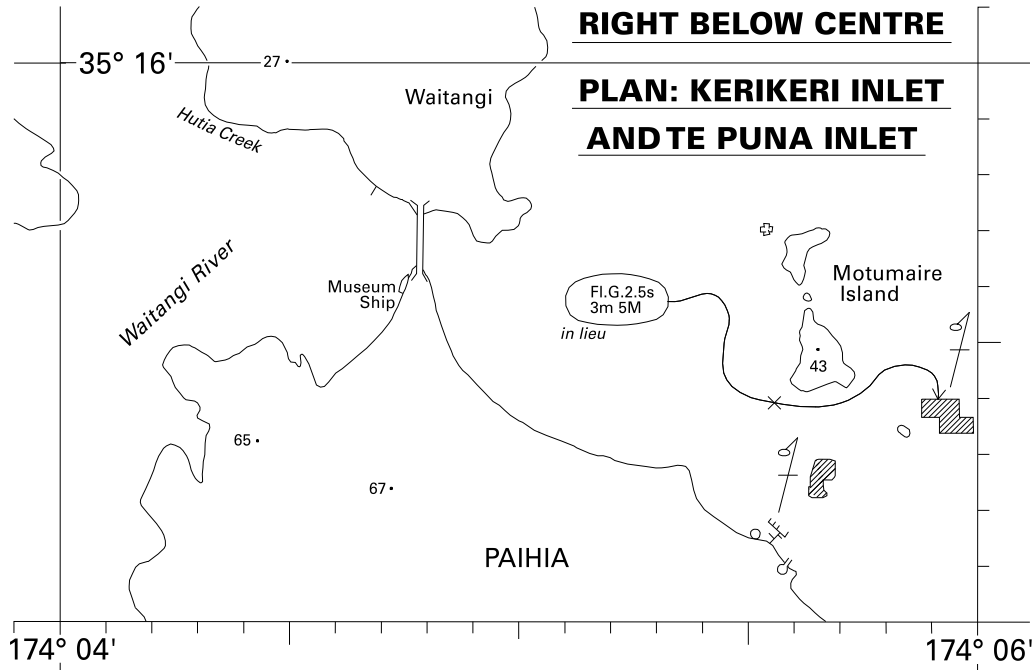 RIGHT BELOW CENTRE
35° 16'
27
PLAN: KERIKERI INLET
Waitangi
Hutia Creek
AND TE PUNA INLET
Waitangi River
Motumaire
Island
Museum
Ship
Fl.G.2.5s
3m 5M
in lieu
43
65
67
PAIHIA
174° 04'
174° 06'